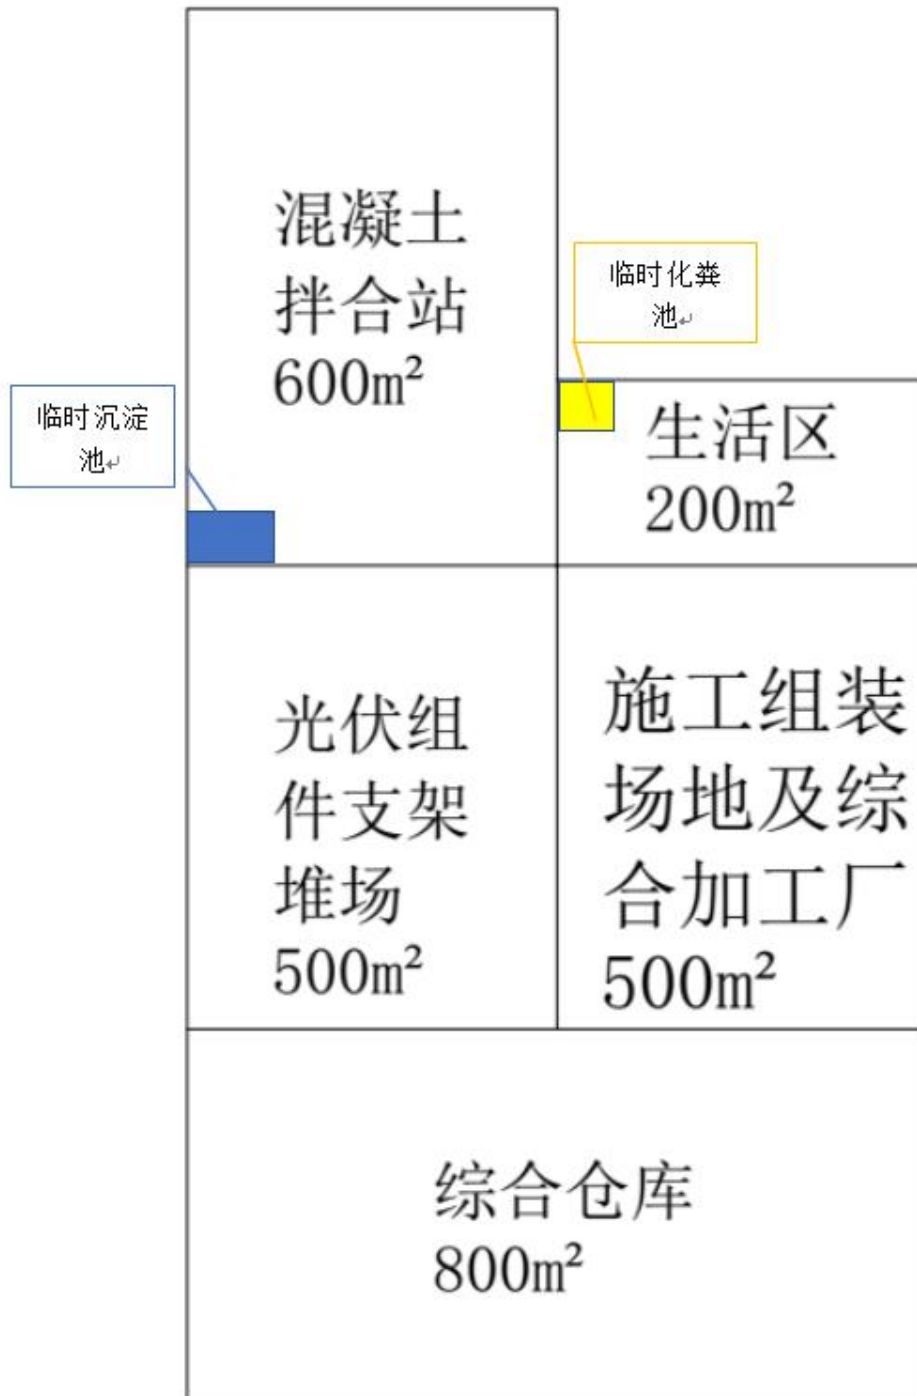 混凝土
拌合站
600m²
临时化粪
池↵
临时沉淀
池↵
生活区
200m²
光伏组
件支架
堆场
500m²
施工组装
场地及综
合加工厂
500m²
综合仓库
800m²